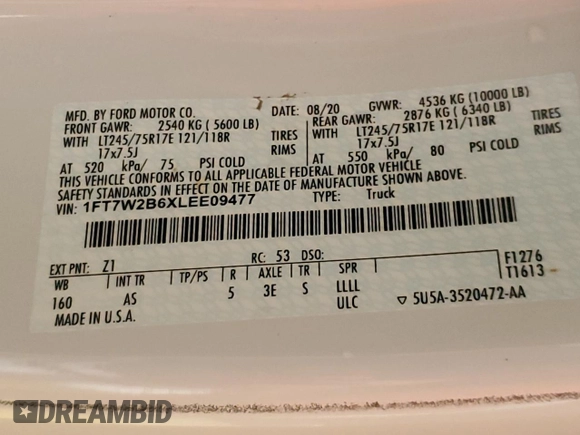 MFD. BY FORD MOTOR CO.
08/20 GVWR: 4536 KG (10000 LB)
FRONT GAWR: 2540 KG ( 5600 LB) REAR GAWR: 2876 KG ( 6340 LB)
WITH LT245/75R17E 121/118R TIRES WITH LT245/75R17E 121/118R TIRES
17x7.5J RIMS 17x7.5J RIMS
AT 520 kPa/ 75 PSI COLD AT 550 kPa/ 80 PSI COLD
THIS VEHICLE CONFORMS TO ALL APPLICABLE FEDERAL MOTOR VEHICLE
SAFETY STANDARDS IN EFFECT ON THE DATE OF MANUFACTURE SHOWN ABOVE.
VIN: 1FT7W2B6XLEE09477 TYPE: Truck
EXT PNT: Z1 RC: 53 DSO:
F1276
T1613
WB INT TR TP/PS R AXLE TR SPR
160 AS 5 3E S LLLL
ULC 5U5A-3520472-AA
MADE IN U.S.A.
DREAMBID